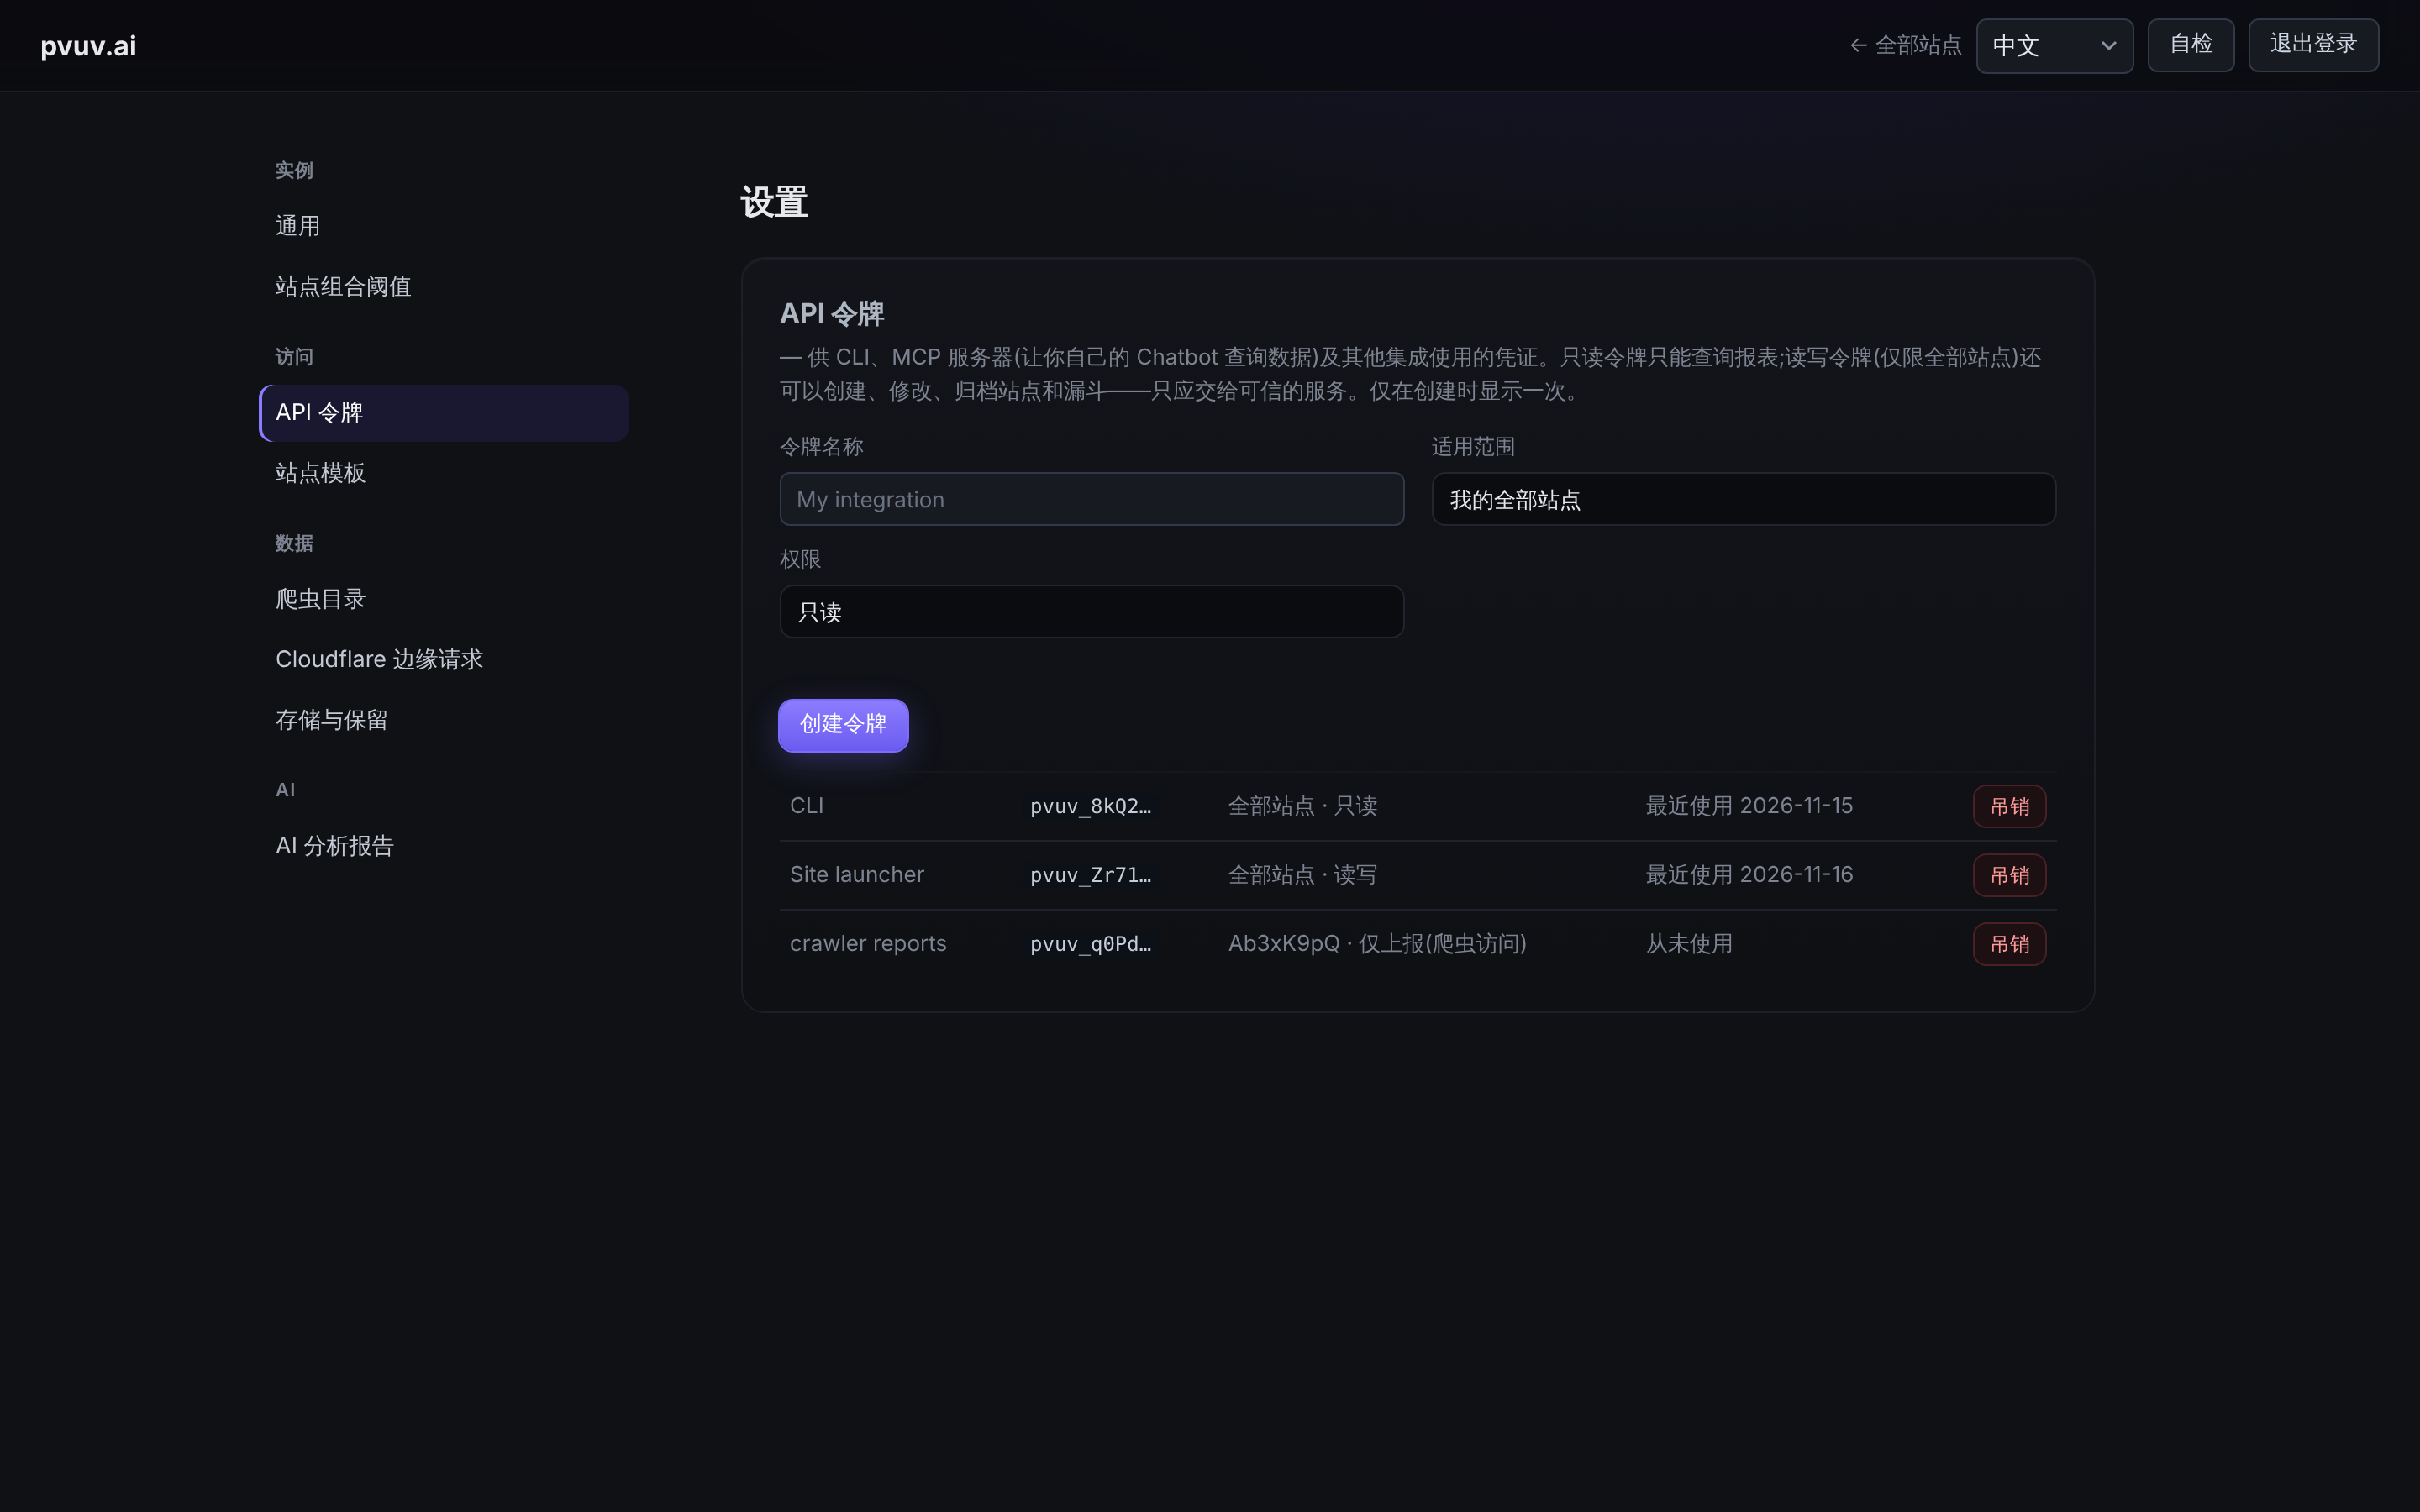 pvuv.ai
← 全部站点
中文
自检
退出登录
实例
通用
站点组合阈值
访问
API 令牌
站点模板
数据
爬虫目录
Cloudflare 边缘请求
存储与保留
AI
AI 分析报告
设置
API 令牌
— 供 CLI、MCP 服务器(让你自己的 Chatbot 查询数据)及其他集成使用的凭证。只读令牌只能查询报表;读写令牌(仅限全部站点)还
可以创建、修改、归档站点和漏斗——只应交给可信的服务。仅在创建时显示一次。
令牌名称
My integration
适用范围
我的全部站点
权限
只读
创建令牌
CLI pvuv_8kQ2… 全部站点 · 只读 最近使用 2026-11-15 吊销
Site launcher pvuv_Zr71… 全部站点 · 读写 最近使用 2026-11-16 吊销
crawler reports pvuv_q0Pd… Ab3xK9pQ · 仅上报(爬虫访问) 从未使用 吊销